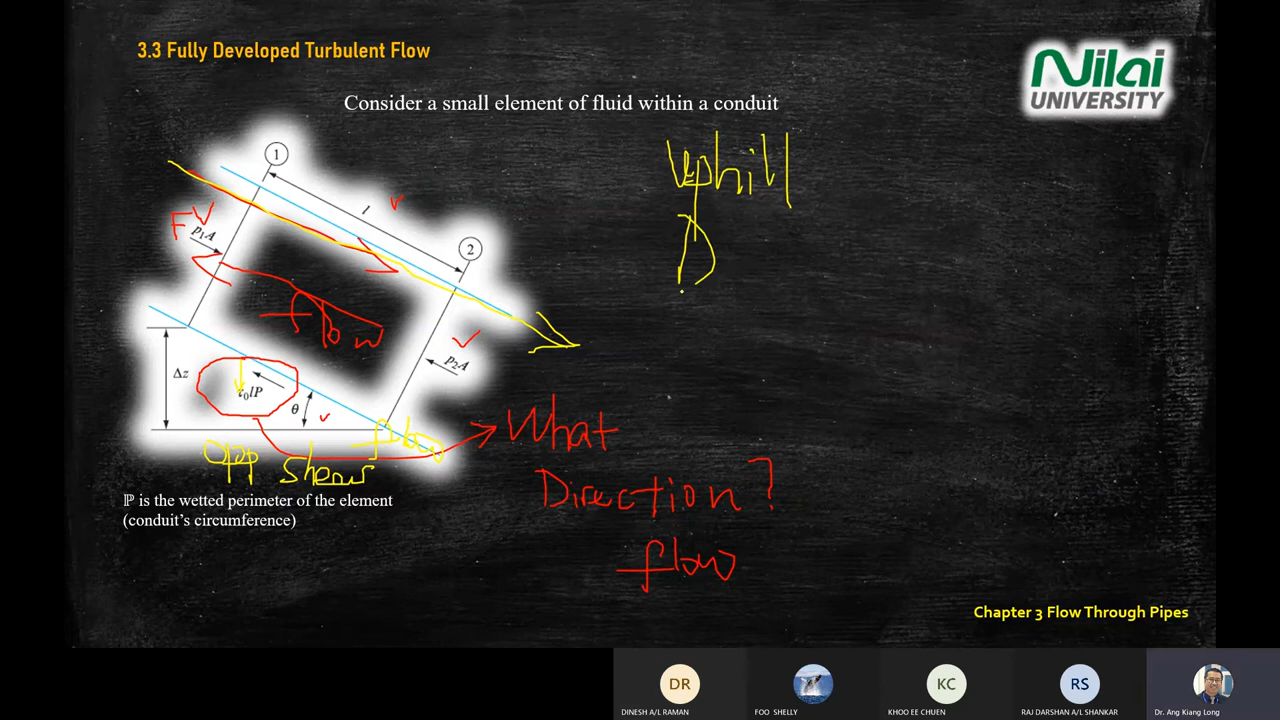 3.3 Fully Developed Turbulent Flow
Nilai
UNIVERSITY
Consider a small element of fluid within a conduit
Uphill
D
1
l
v
FV
p₁A
2
flow
p₂A
Δz
τ₀lP
θ
What
flow
opp shear
Direction?
ℙ is the wetted perimeter of the element
(conduit's circumference)
flow
Chapter 3 Flow Through Pipes
DR
KC
RS
DINESH A/L RAMAN
FOO SHELLY
KHOO EE CHUEN
RAJ DARSHAN A/L SHANKAR
Dr. Ang Kiang Long